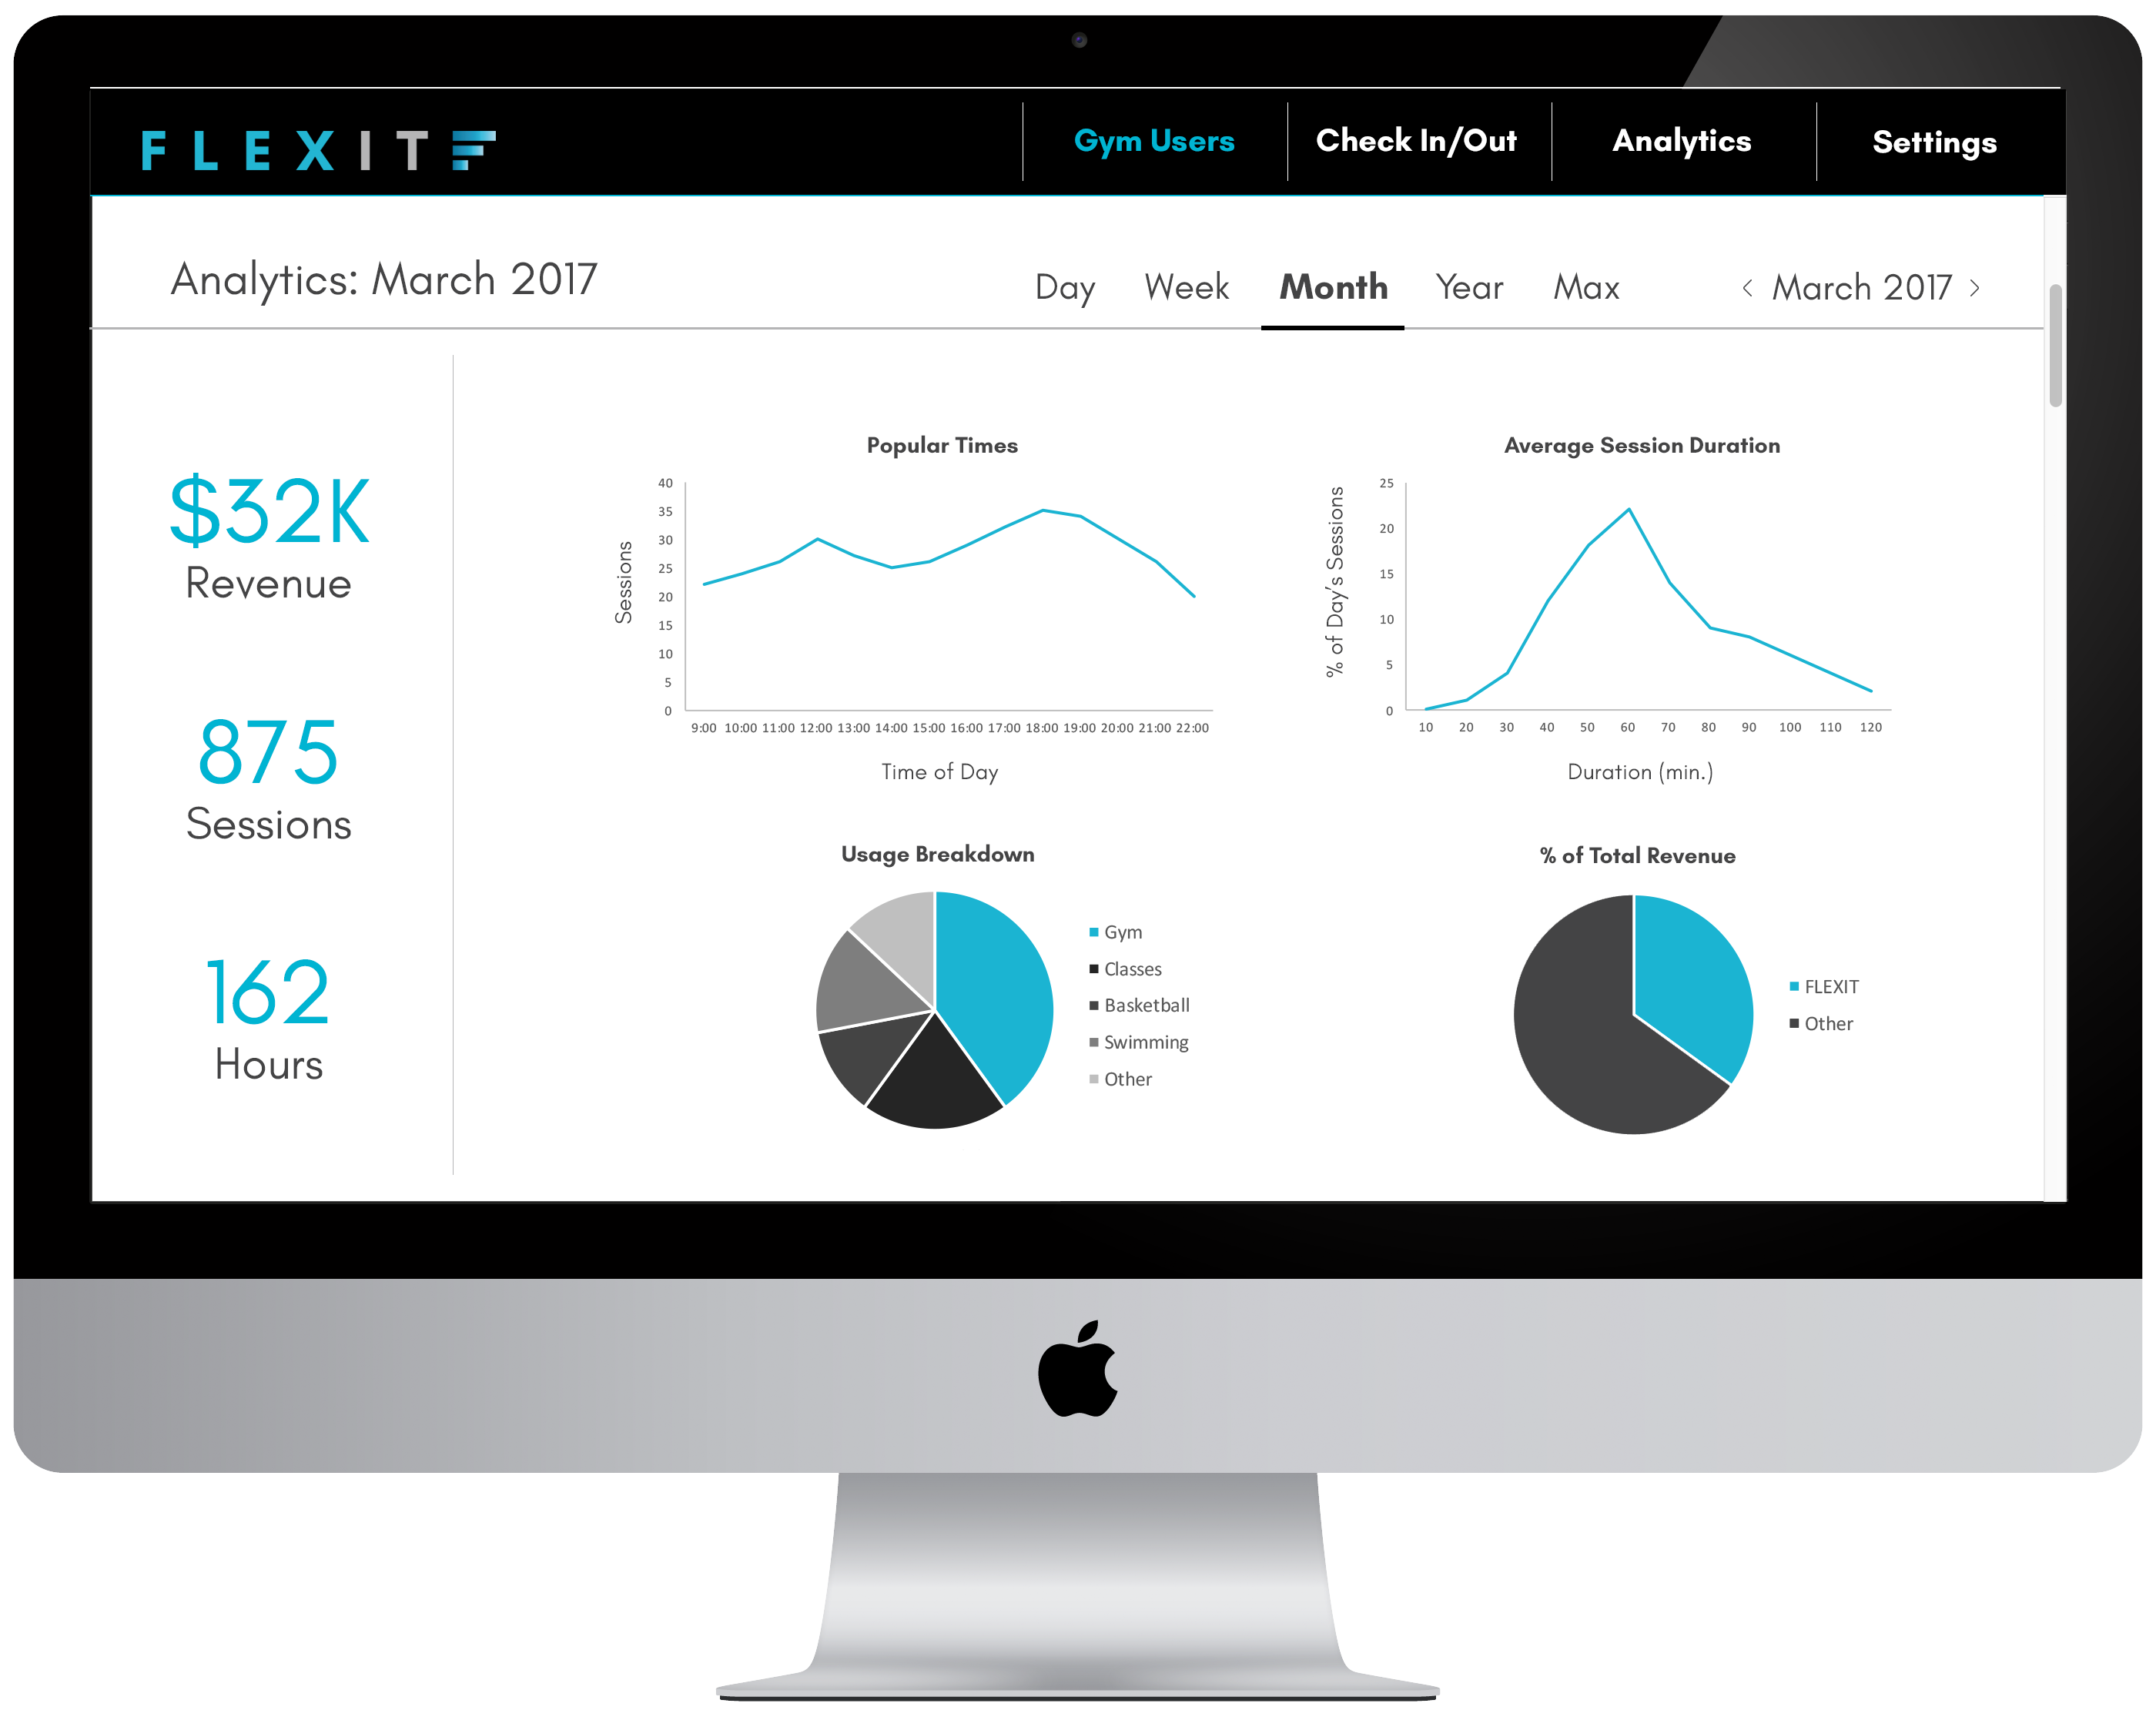 FLEXIT
Gym Users
Check In/Out
Analytics
Settings
Analytics: March 2017
Day
Week
Month
Year
Max
< March 2017 >
$32K
Revenue
875
Sessions
162
Hours
Popular Times
Sessions
40
35
30
25
20
15
10
5
0
9:00 10:00 11:00 12:00 13:00 14:00 15:00 16:00 17:00 18:00 19:00 20:00 21:00 22:00
Time of Day
Average Session Duration
% of Day's Sessions
25
20
15
10
5
0
10 20 30 40 50 60 70 80 90 100 110 120
Duration (min.)
Usage Breakdown
Gym
Classes
Basketball
Swimming
Other
% of Total Revenue
FLEXIT
Other